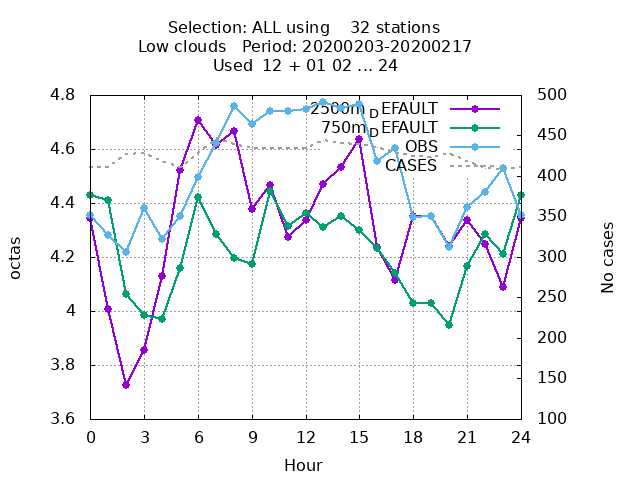 Selection: ALL using    32 stations
Low clouds   Period: 20200203-20200217
Used  12 + 01 02 ... 24
4.8
4.6
4.4
4.2
4
3.8
3.6
octas
500
450
400
350
300
250
200
150
100
No cases
2500m_DEFAULT
750m_DEFAULT
OBS
CASES
0 3 6 9 12 15 18 21 24
Hour